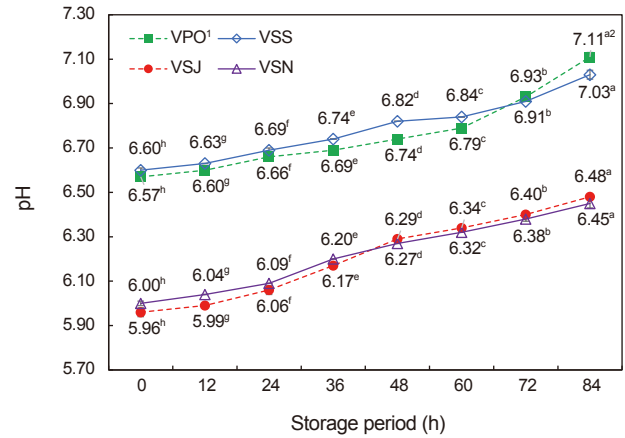 7.30
7.10
6.90
6.70
6.50
6.30
6.10
5.90
5.70
pH
VPO¹ VSS
VSJ VSN
6.60ʰ 6.63ᵍ 6.69ᶠ 6.74ᵉ 6.82ᵈ 6.84ᶜ 6.93ᵇ 7.11ᵃ²
6.57ʰ 6.60ᵍ 6.66ᶠ 6.69ᵉ 6.74ᵈ 6.79ᶜ 6.91ᵇ 7.03ᵃ
6.00ʰ 6.04ᵍ 6.09ᶠ 6.20ᵉ 6.29ᵈ 6.34ᶜ 6.40ᵇ 6.48ᵃ
5.96ʰ 5.99ᵍ 6.06ᶠ 6.17ᵉ 6.27ᵈ 6.32ᶜ 6.38ᵇ 6.45ᵃ
0 12 24 36 48 60 72 84
Storage period (h)